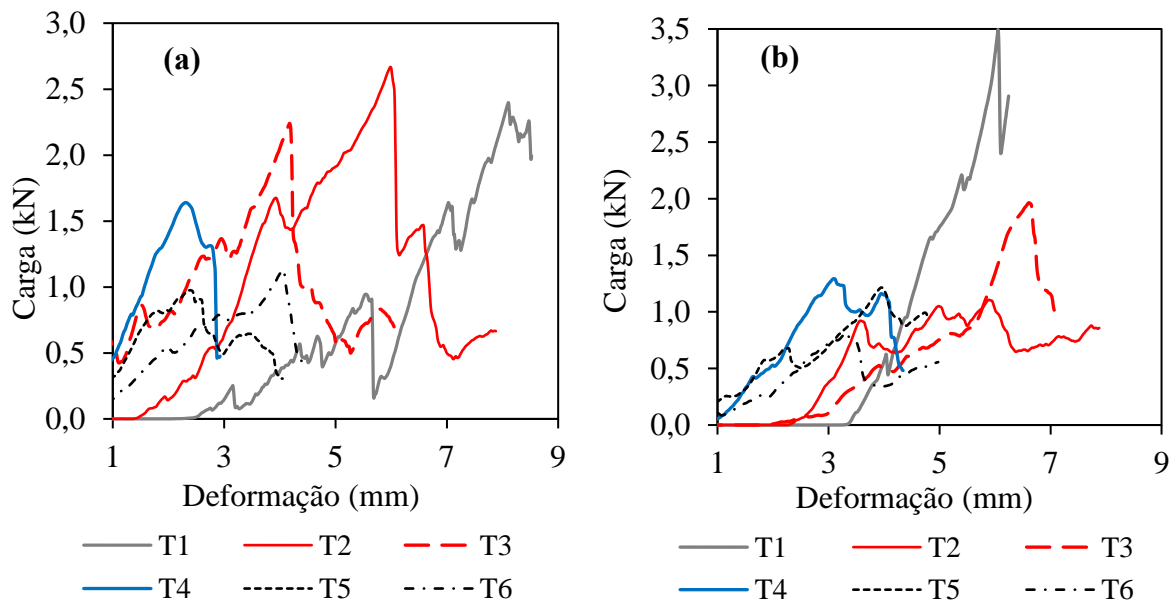 (a)
Carga (kN)
3,0
2,5
2,0
1,5
1,0
0,5
0,0
1 3 5 7 9
Deformação (mm)
T1 T2 T3
T4 T5 T6
(b)
Carga (kN)
3,5
3,0
2,5
2,0
1,5
1,0
0,5
0,0
1 3 5 7 9
Deformação (mm)
T1 T2 T3
T4 T5 T6